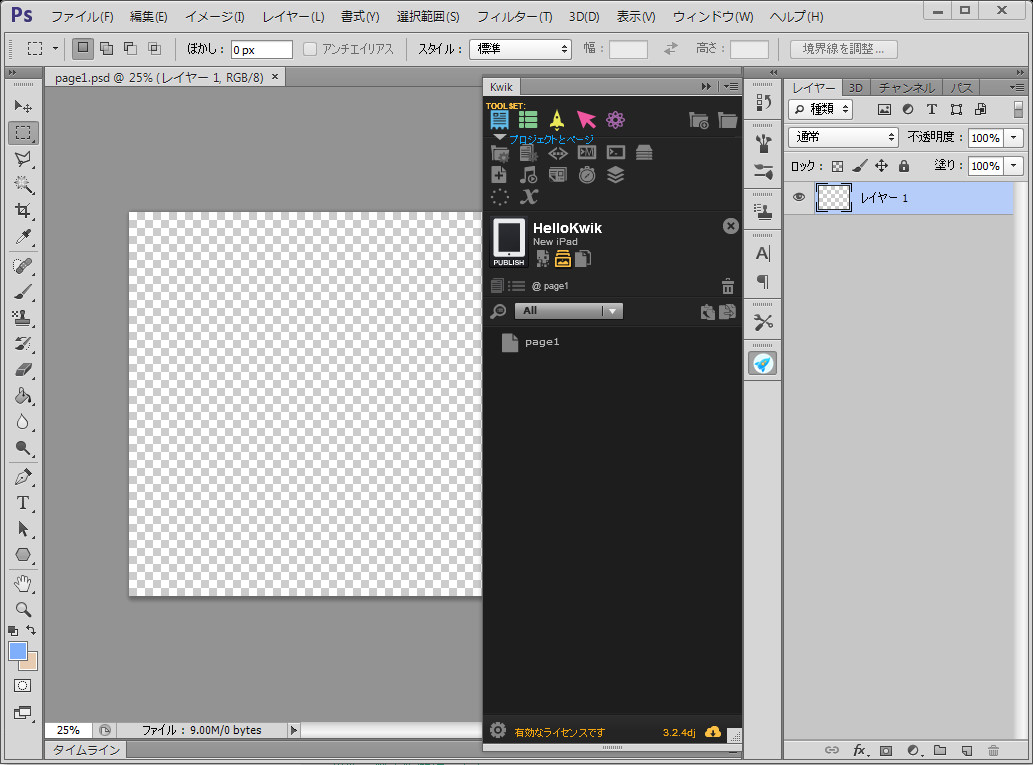 Ps ファイル(F) 編集(E) イメージ(I) レイヤー(L) 書式(Y) 選択範囲(S) フィルター(T) 3D(D) 表示(V) ウィンドウ(W) ヘルプ(H)
ぼかし： 0 px アンチエイリアス スタイル： 標準 幅： 高さ： 境界線を調整...
page1.psd @ 25% (レイヤー 1, RGB/8) ×
Kwik
TOOLSET:
プロジェクトとページ
HelloKwik
New iPad
PUBLISH
@ page1
All
page1
有効なライセンスです 3.2.4dj
レイヤー 3D チャンネル パス
種類
通常 不透明度： 100%
ロック： 塗り： 100%
レイヤー 1
25% ファイル：9.00M/0 bytes
タイムライン